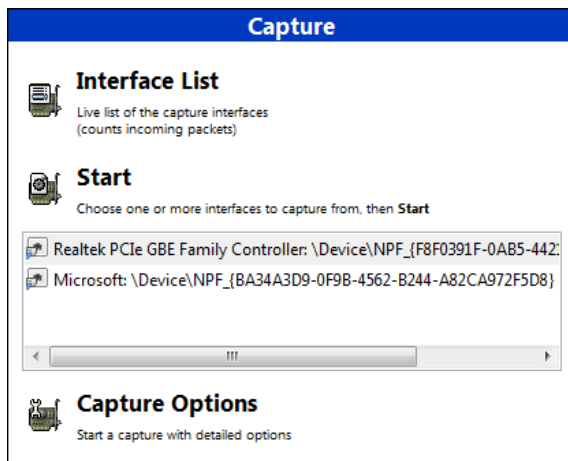 Capture
Interface List
Live list of the capture interfaces
(counts incoming packets)
Start
Choose one or more interfaces to capture from, then Start
Realtek PCIe GBE Family Controller: \Device\NPF_{F8F0391F-0AB5-442
Microsoft: \Device\NPF_{BA34A3D9-0F9B-4562-B244-A82CA972F5D8}
Capture Options
Start a capture with detailed options